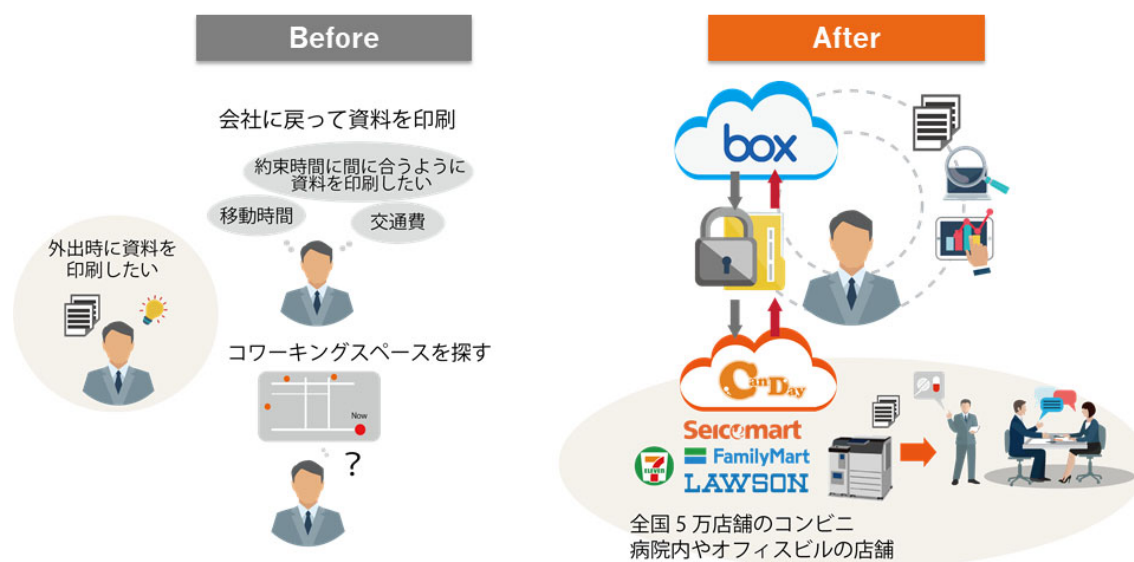 Before
会社に戻って資料を印刷
約束時間に間に合うように
資料を印刷したい
移動時間
交通費
外出時に資料を
印刷したい
コワーキングスペースを探す
Now
?
After
box
CanDay
Seicomart
7
ELEVEN
FamilyMart
LAWSON
全国5万店舗のコンビニ
病院内やオフィスビルの店舗